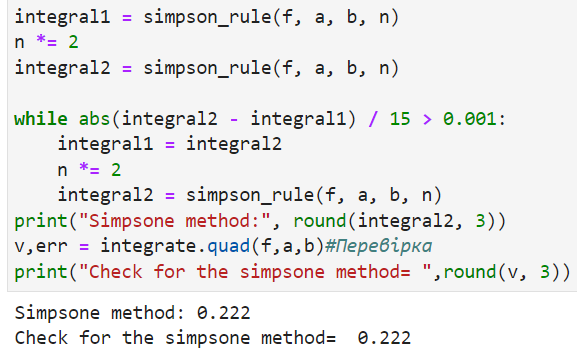 integral1 = simpson_rule(f, a, b, n)
n *= 2
integral2 = simpson_rule(f, a, b, n)
while abs(integral2 - integral1) / 15 > 0.001:
    integral1 = integral2
    n *= 2
    integral2 = simpson_rule(f, a, b, n)
print("Simpsone method:", round(integral2, 3))
v,err = integrate.quad(f,a,b)#Перевірка
print("Check for the simpsone method= ",round(v, 3))
Simpsone method: 0.222
Check for the simpsone method=  0.222